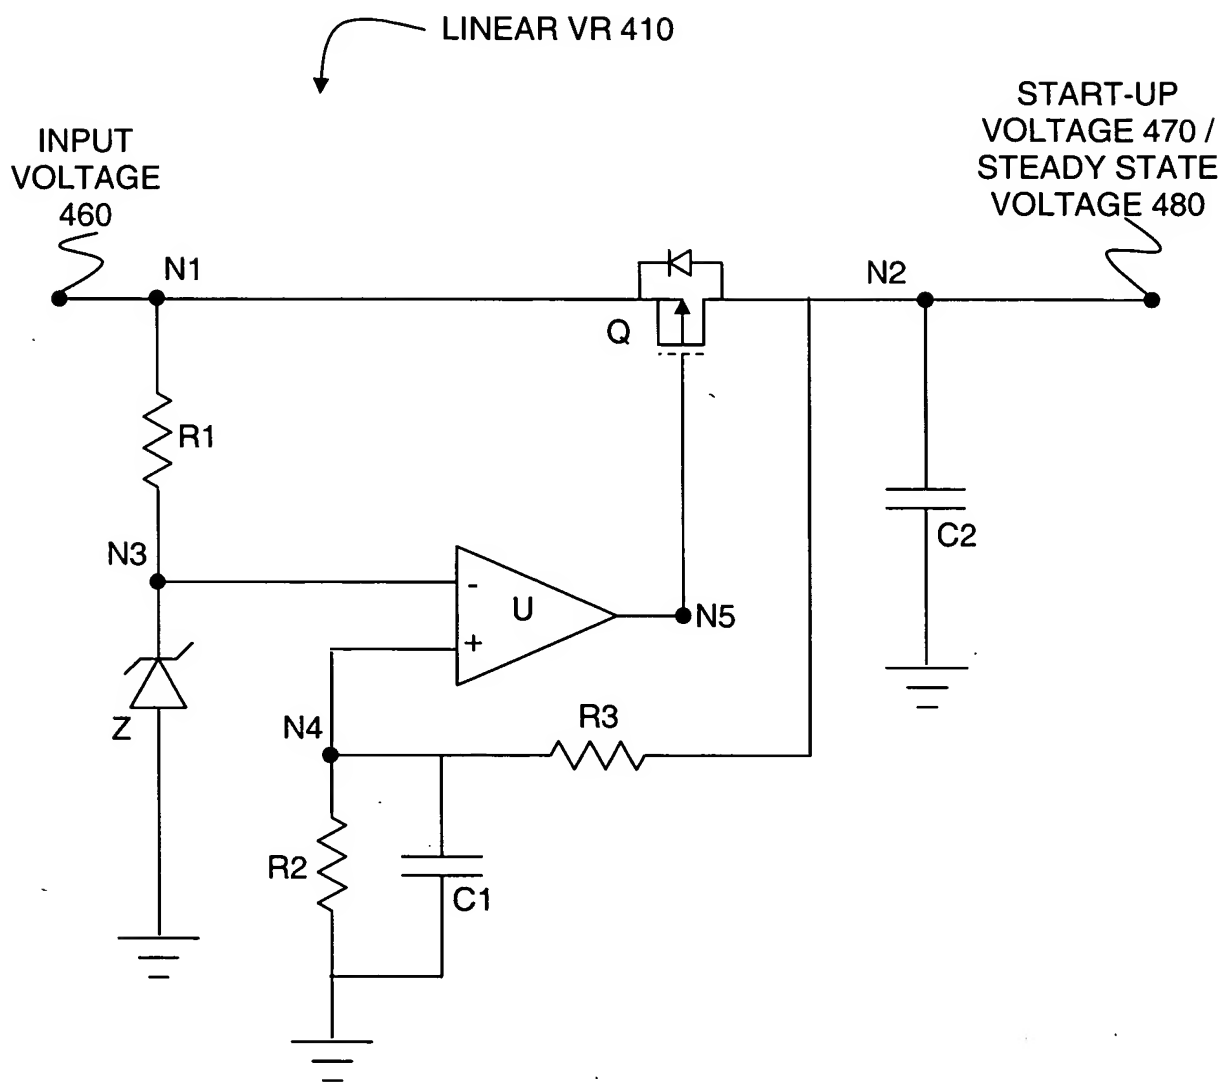 LINEAR VR 410
START-UP
VOLTAGE 470 /
STEADY STATE
VOLTAGE 480
INPUT
VOLTAGE
460
N1
N2
Q
R1
C2
N3
-
U
N5
+
Z
N4
R3
R2
C1